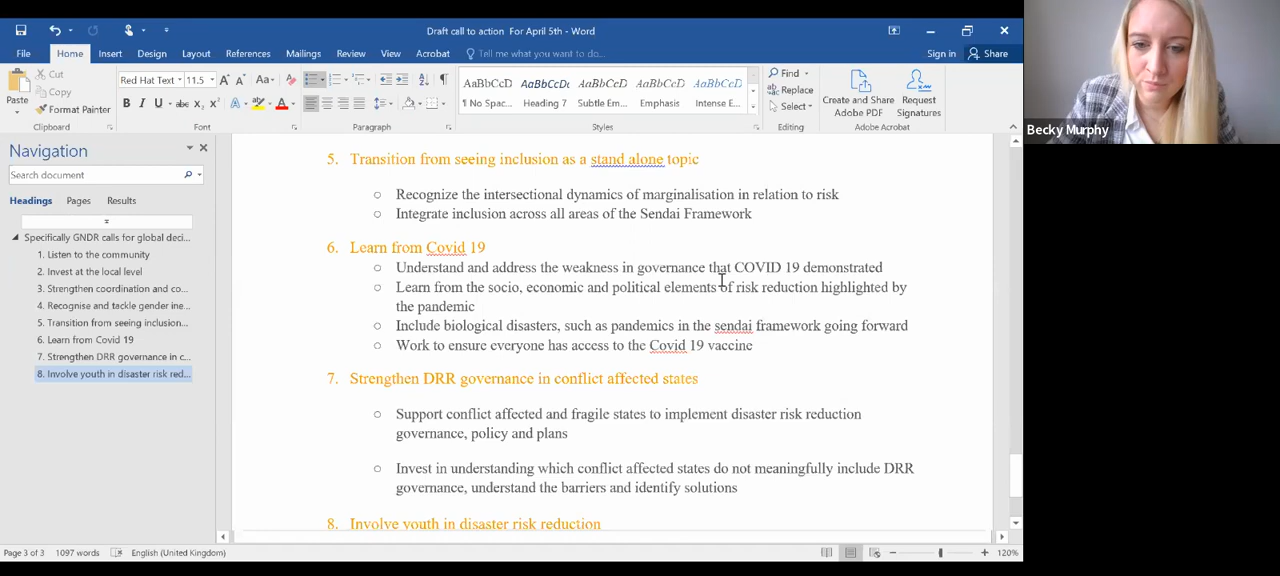 Draft call to action For April 5th - Word
File Home Insert Design Layout References Mailings Review View Acrobat Tell me what you want to do... Sign in Share
Cut
Copy
Format Painter
Paste
Red Hat Text 11.5
AaBbCcD AaBbCcDc AaBbCcD AaBbCcD AaBbCcD
¶ No Spac... Heading 7 Subtle Em... Emphasis Intense E...
Find
Replace
Select
Create and Share
Adobe PDF
Request
Signatures
Clipboard Font Paragraph Styles Editing Adobe Acrobat
Becky Murphy
Navigation
Search document
Headings Pages Results
Specifically GNDR calls for global deci...
1. Listen to the community
2. Invest at the local level
3. Strengthen coordination and co...
4. Recognise and tackle gender ine...
5. Transition from seeing inclusion...
6. Learn from Covid 19
7. Strengthen DRR governance in c...
8. Involve youth in disaster risk red...
5. Transition from seeing inclusion as a stand alone topic
○ Recognize the intersectional dynamics of marginalisation in relation to risk
○ Integrate inclusion across all areas of the Sendai Framework
6. Learn from Covid 19
○ Understand and address the weakness in governance that COVID 19 demonstrated
○ Learn from the socio, economic and political elements of risk reduction highlighted by
the pandemic
○ Include biological disasters, such as pandemics in the sendai framework going forward
○ Work to ensure everyone has access to the Covid 19 vaccine
7. Strengthen DRR governance in conflict affected states
○ Support conflict affected and fragile states to implement disaster risk reduction
governance, policy and plans
○ Invest in understanding which conflict affected states do not meaningfully include DRR
governance, understand the barriers and identify solutions
8. Involve youth in disaster risk reduction
Page 3 of 3 1097 words English (United Kingdom) 120%